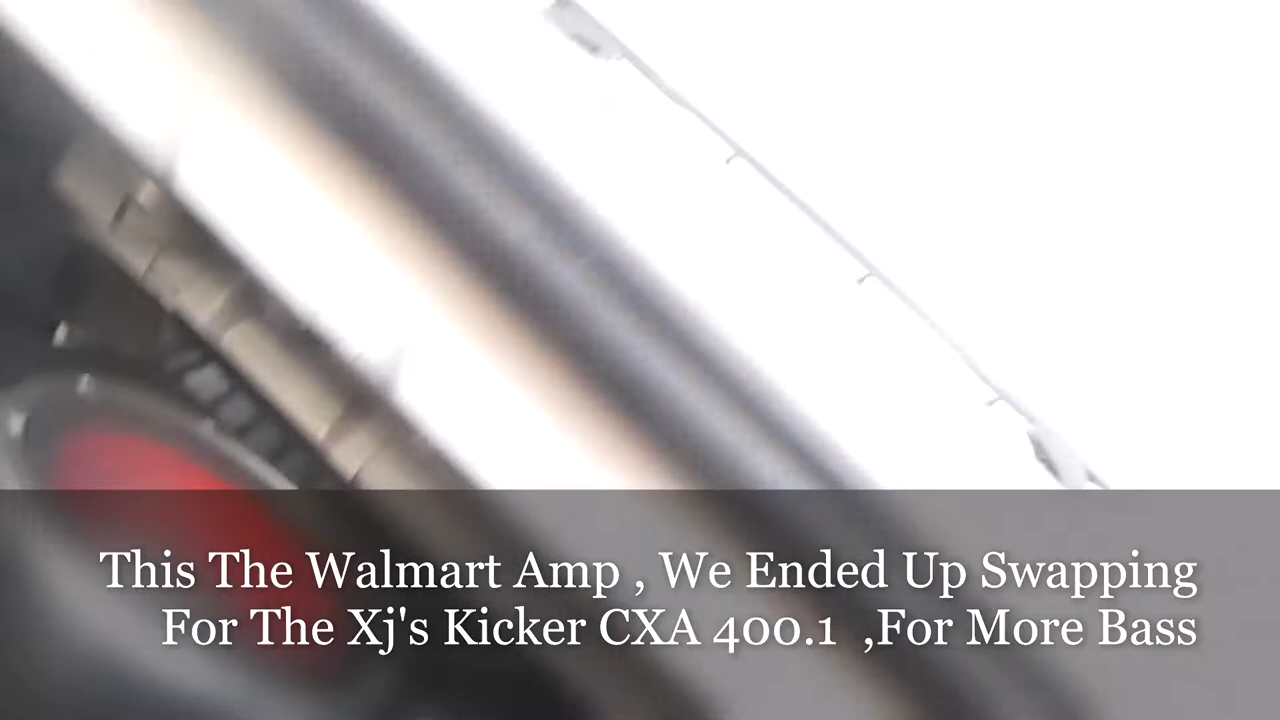 This The Walmart Amp , We Ended Up Swapping
For The Xj's Kicker CXA 400.1  ,For More Bass